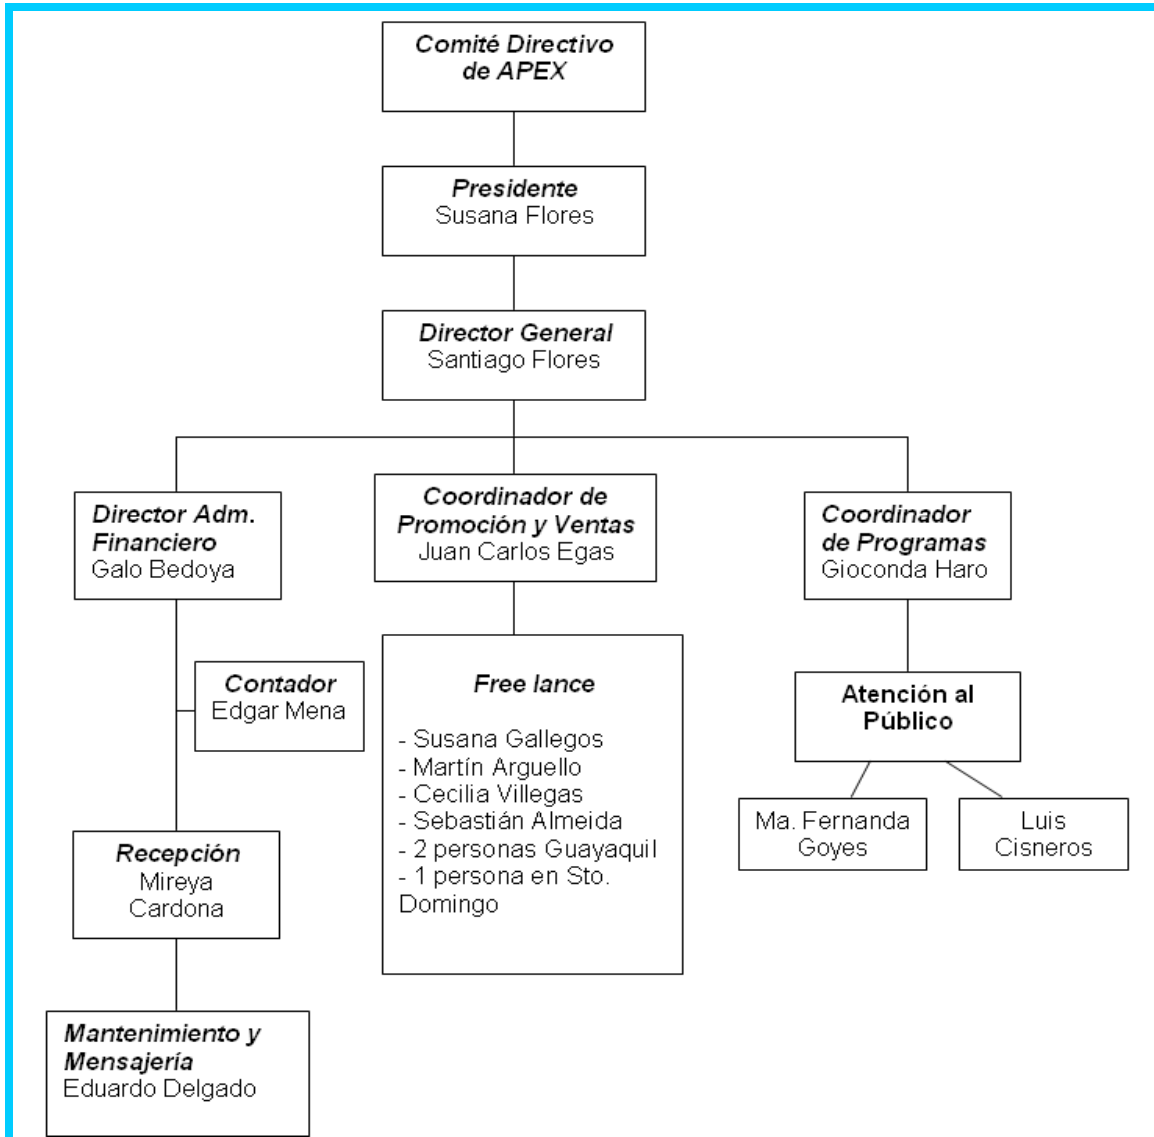 Comité Directivo
de APEX
Presidente
Susana Flores
Director General
Santiago Flores
Director Adm.
Financiero
Galo Bedoya
Coordinador de
Promoción y Ventas
Juan Carlos Egas
Coordinador
de Programas
Gioconda Haro
Contador
Edgar Mena
Free lance
- Susana Gallegos
- Martín Arguello
- Cecilia Villegas
- Sebastián Almeida
- 2 personas Guayaquil
- 1 persona en Sto.
Domingo
Atención al
Público
Ma. Fernanda
Goyes
Luis
Cisneros
Recepción
Mireya
Cardona
Mantenimiento y
Mensajería
Eduardo Delgado